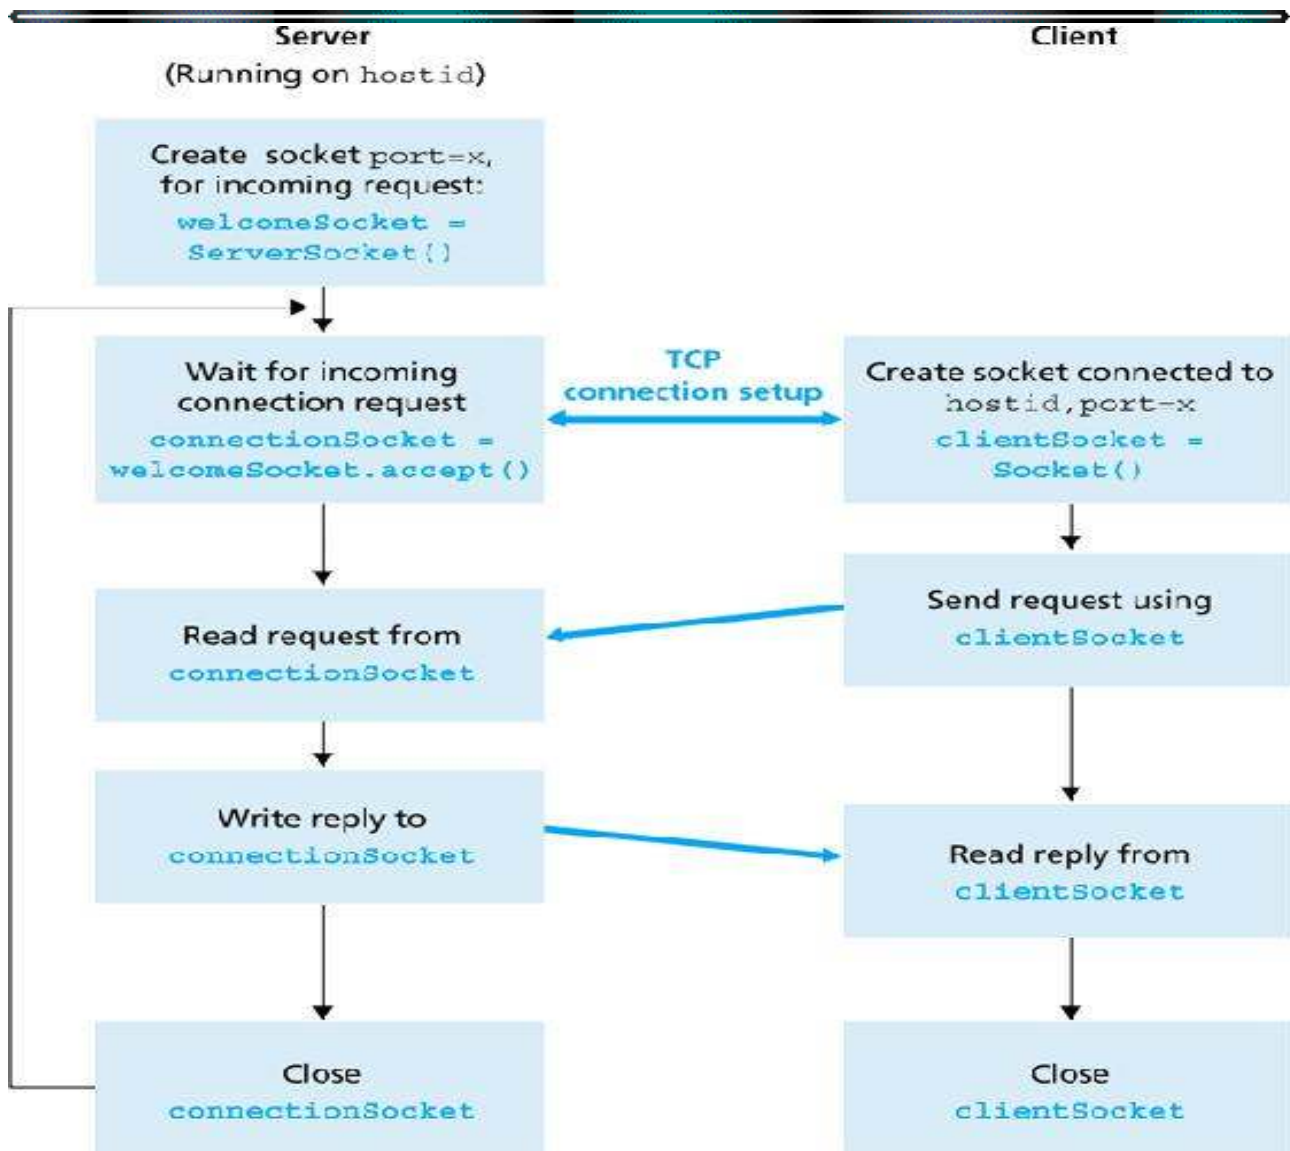 Server
(Running on hostid)
Create socket port=x,
for incoming request:
welcomeSocket =
ServerSocket()
Wait for incoming
connection request
connectionSocket =
welcomeSocket.accept()
Read request from
connectionSocket
Write reply to
connectionSocket
Close
connectionSocket
TCP
connection setup
Client
Create socket connected to
hostid,port=x
clientSocket =
Socket()
Send request using
clientSocket
Read reply from
clientSocket
Close
clientSocket